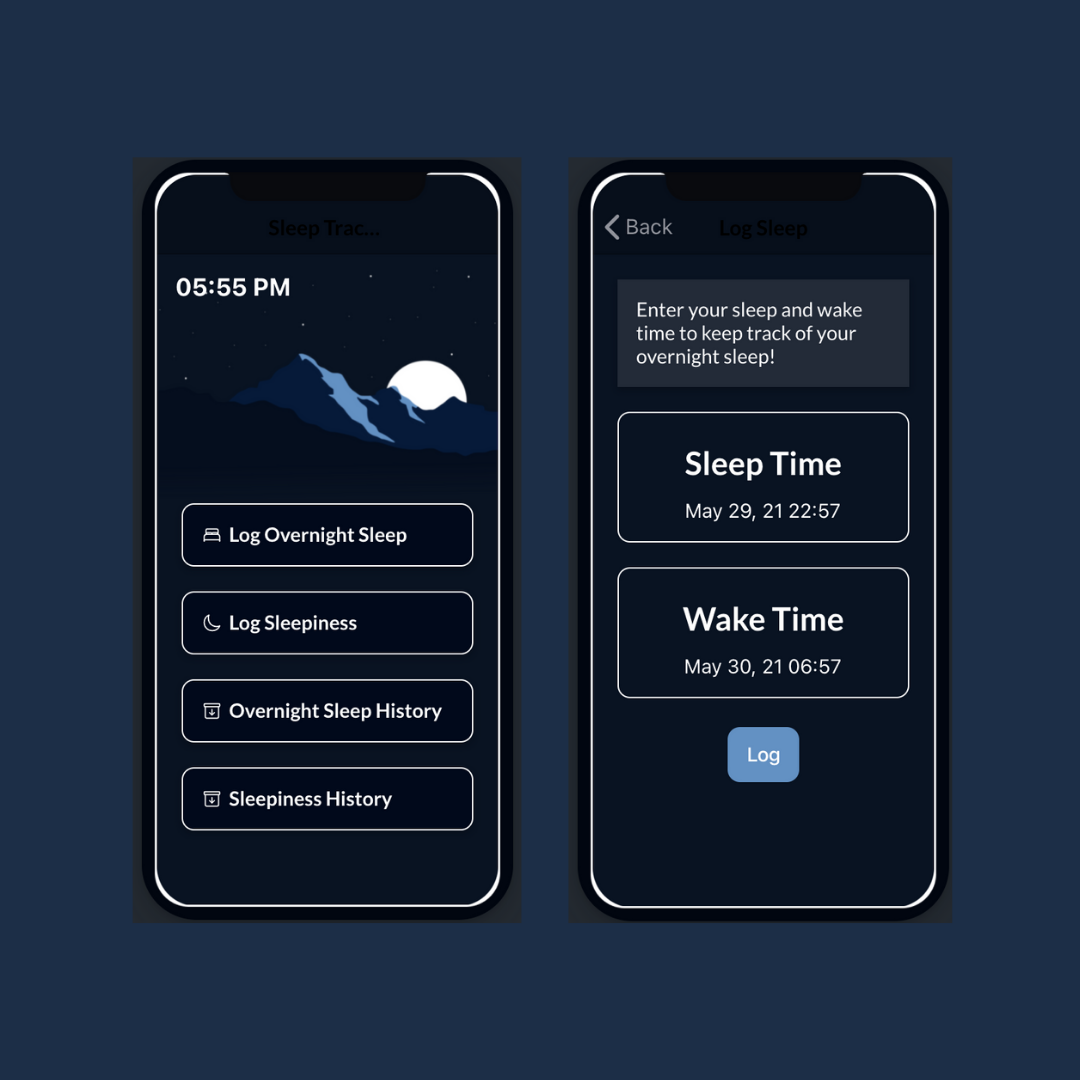 Sleep Trac...
05:55 PM
Log Overnight Sleep
Log Sleepiness
Overnight Sleep History
Sleepiness History
Back
Log Sleep
Enter your sleep and wake
time to keep track of your
overnight sleep!
Sleep Time
May 29, 21 22:57
Wake Time
May 30, 21 06:57
Log